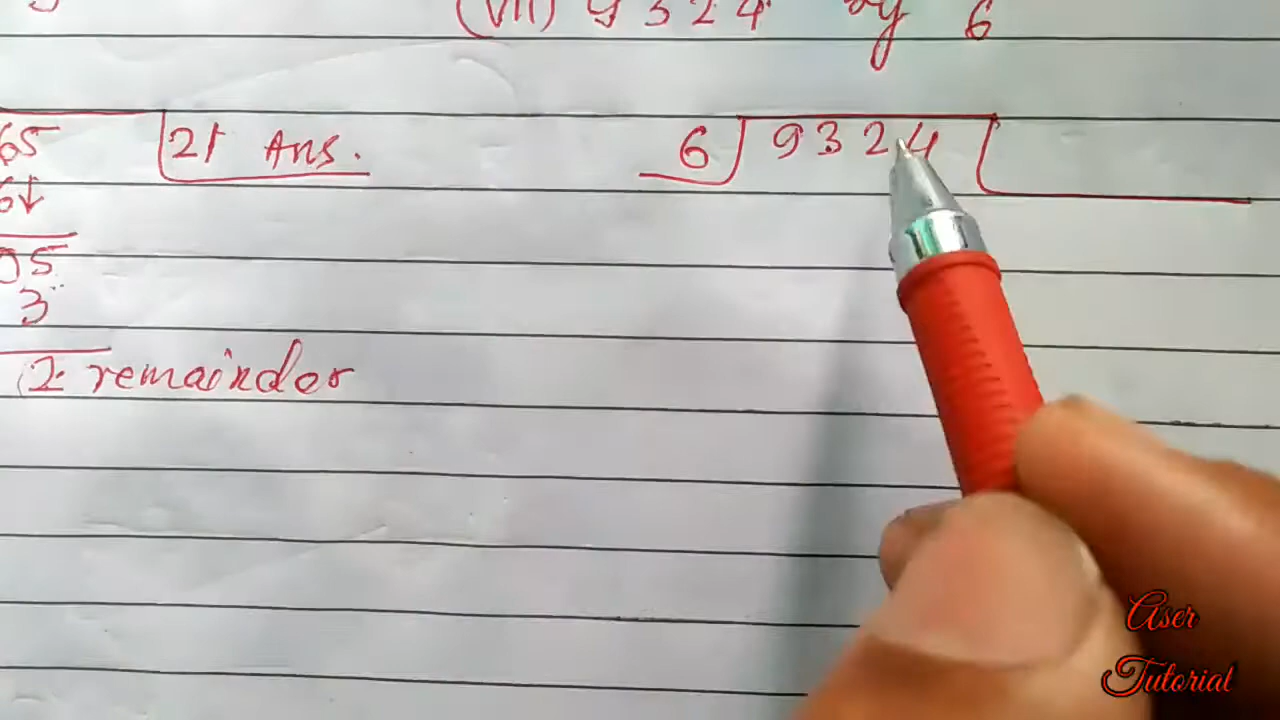 (VII) 9324 by 6
65 21 Ans.
6↓
05
3
2 remainder
6 9324
Aser
Tutorial